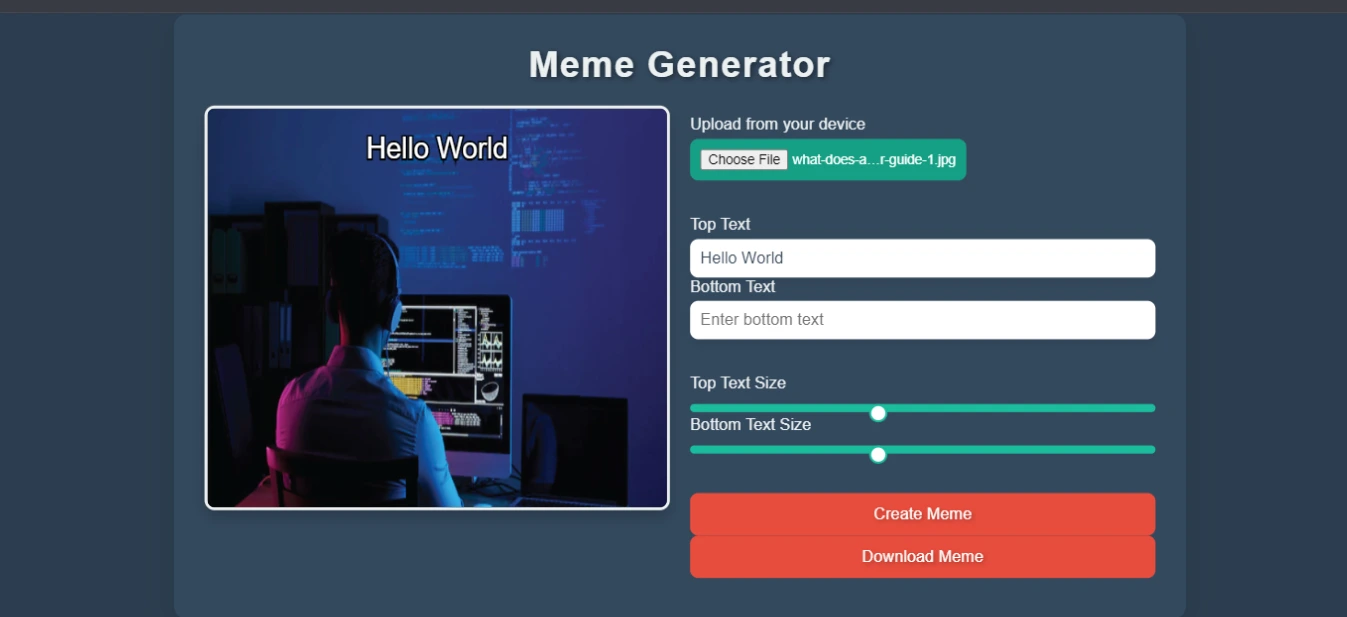 Meme Generator
Hello World
Upload from your device
Choose File what-does-a...r-guide-1.jpg
Top Text
Hello World
Bottom Text
Enter bottom text
Top Text Size
Bottom Text Size
Create Meme
Download Meme